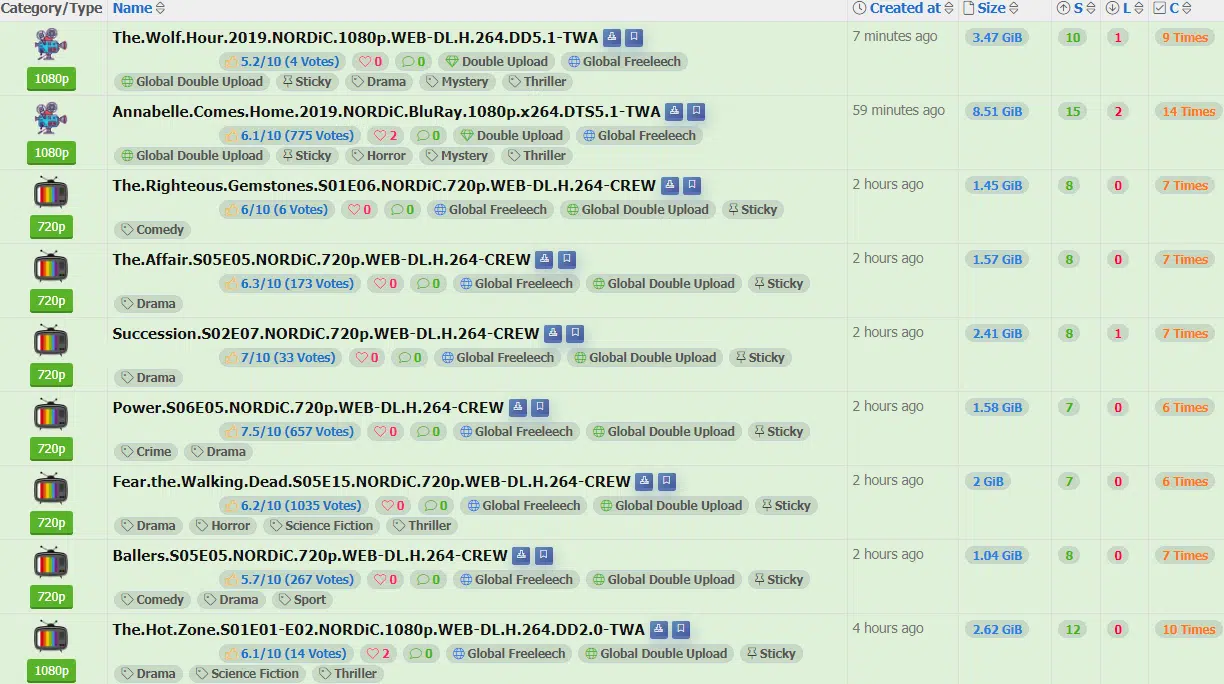 Category/Type Name Created at Size S L C
The.Wolf.Hour.2019.NORDiC.1080p.WEB-DL.H.264.DD5.1-TWA 7 minutes ago 3.47 GiB 10 1 9 Times
5.2/10 (4 Votes) 0 0 Double Upload Global Freeleech
1080p Global Double Upload Sticky Drama Mystery Thriller
Annabelle.Comes.Home.2019.NORDiC.BluRay.1080p.x264.DTS5.1-TWA 59 minutes ago 8.51 GiB 15 2 14 Times
6.1/10 (775 Votes) 2 0 Double Upload Global Freeleech
1080p Global Double Upload Sticky Horror Mystery Thriller
The.Righteous.Gemstones.S01E06.NORDiC.720p.WEB-DL.H.264-CREW 2 hours ago 1.45 GiB 8 0 7 Times
6/10 (6 Votes) 0 0 Global Freeleech Global Double Upload Sticky
720p Comedy
The.Affair.S05E05.NORDiC.720p.WEB-DL.H.264-CREW 2 hours ago 1.57 GiB 8 0 7 Times
6.3/10 (173 Votes) 0 0 Global Freeleech Global Double Upload Sticky
720p Drama
Succession.S02E07.NORDiC.720p.WEB-DL.H.264-CREW 2 hours ago 2.41 GiB 8 1 7 Times
7/10 (33 Votes) 0 0 Global Freeleech Global Double Upload Sticky
720p Drama
Power.S06E05.NORDiC.720p.WEB-DL.H.264-CREW 2 hours ago 1.58 GiB 7 0 6 Times
7.5/10 (657 Votes) 0 0 Global Freeleech Global Double Upload Sticky
720p Crime Drama
Fear.the.Walking.Dead.S05E15.NORDiC.720p.WEB-DL.H.264-CREW 2 hours ago 2 GiB 7 0 6 Times
6.2/10 (1035 Votes) 0 0 Global Freeleech Global Double Upload Sticky
720p Drama Horror Science Fiction Thriller
Ballers.S05E05.NORDiC.720p.WEB-DL.H.264-CREW 2 hours ago 1.04 GiB 8 0 7 Times
5.7/10 (267 Votes) 0 0 Global Freeleech Global Double Upload Sticky
720p Comedy Drama Sport
The.Hot.Zone.S01E01-E02.NORDiC.1080p.WEB-DL.H.264.DD2.0-TWA 4 hours ago 2.62 GiB 12 0 10 Times
6.1/10 (14 Votes) 2 0 Global Freeleech Global Double Upload Sticky
1080p Drama Science Fiction Thriller